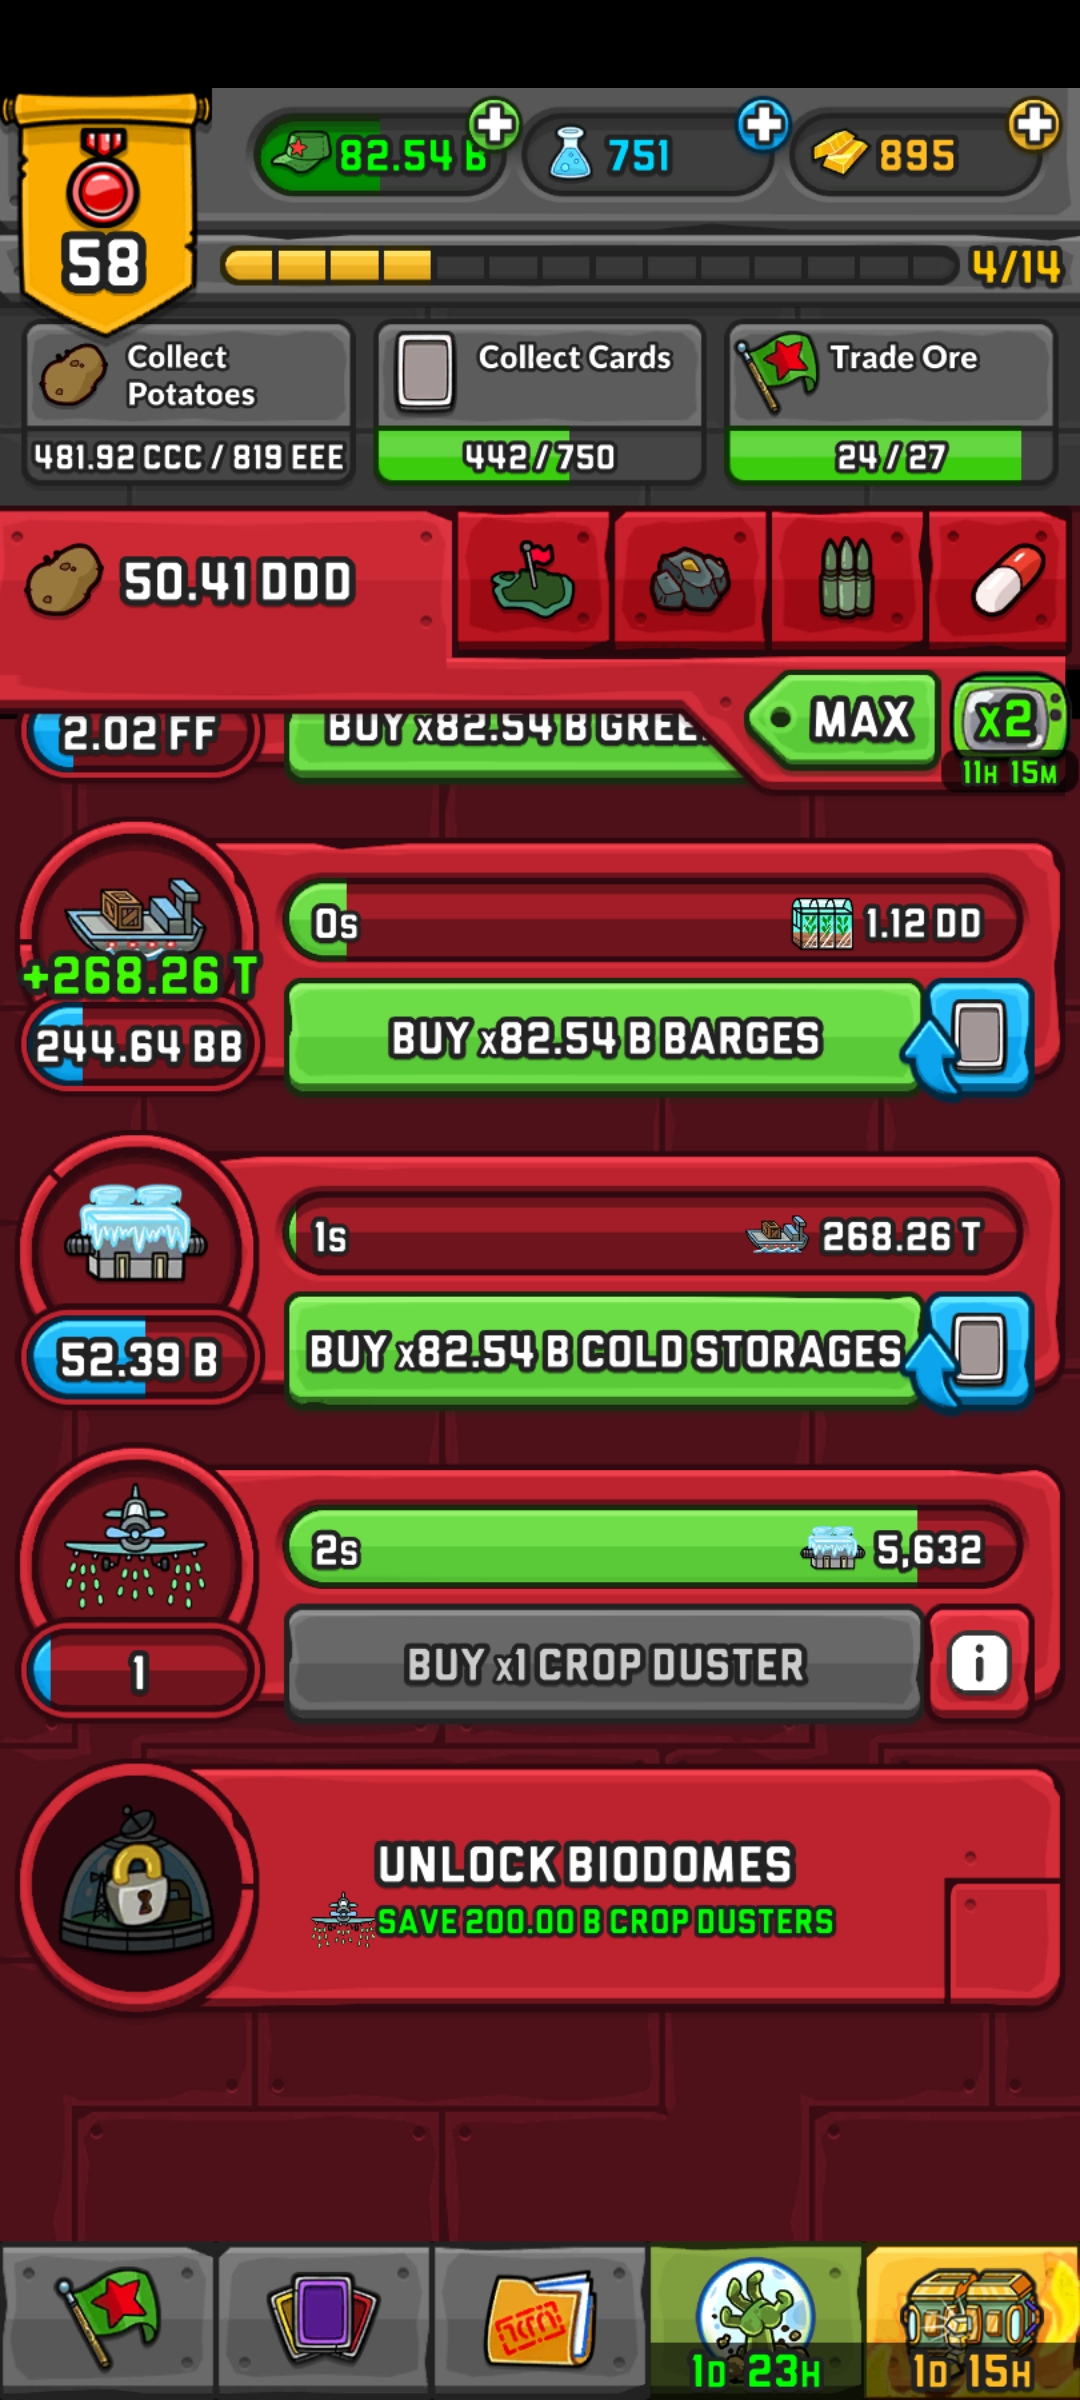 82.54 B
751
895
58
4/14
Collect
Potatoes
Collect Cards
Trade Ore
481.92 CCC / 819 EEE
442/750
24/27
50.41 DDD
MAX
x2
11H 15M
2.02 FF
BUY x82.54 B GREE
0s
1.12 DD
+268.26 T
244.64 BB
BUY x82.54 B BARGES
1s
268.26 T
52.39 B
BUY x82.54 B COLD STORAGES
2s
5,632
1
BUY x1 CROP DUSTER
i
UNLOCK BIODOMES
SAVE 200.00 B CROP DUSTERS
1D 23H
1D 15H